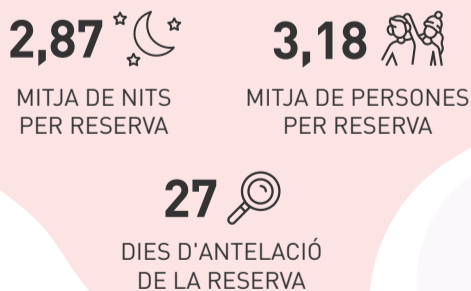 2,87
MITJA DE NITS
PER RESERVA
3,18
MITJA DE PERSONES
PER RESERVA
27
DIES D'ANTELACIÓ
DE LA RESERVA